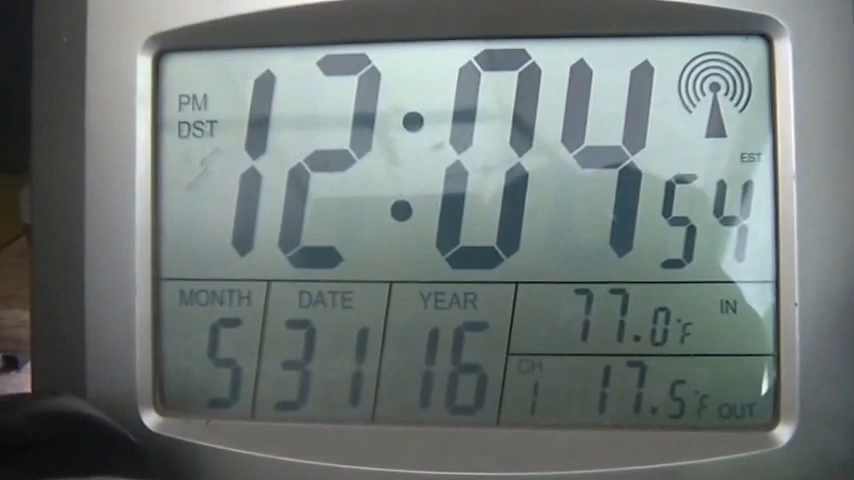 PM
DST
12:04 54
EST
MONTH DATE YEAR
5 31 16
77.0°F IN
CH
1 17.5°F OUT